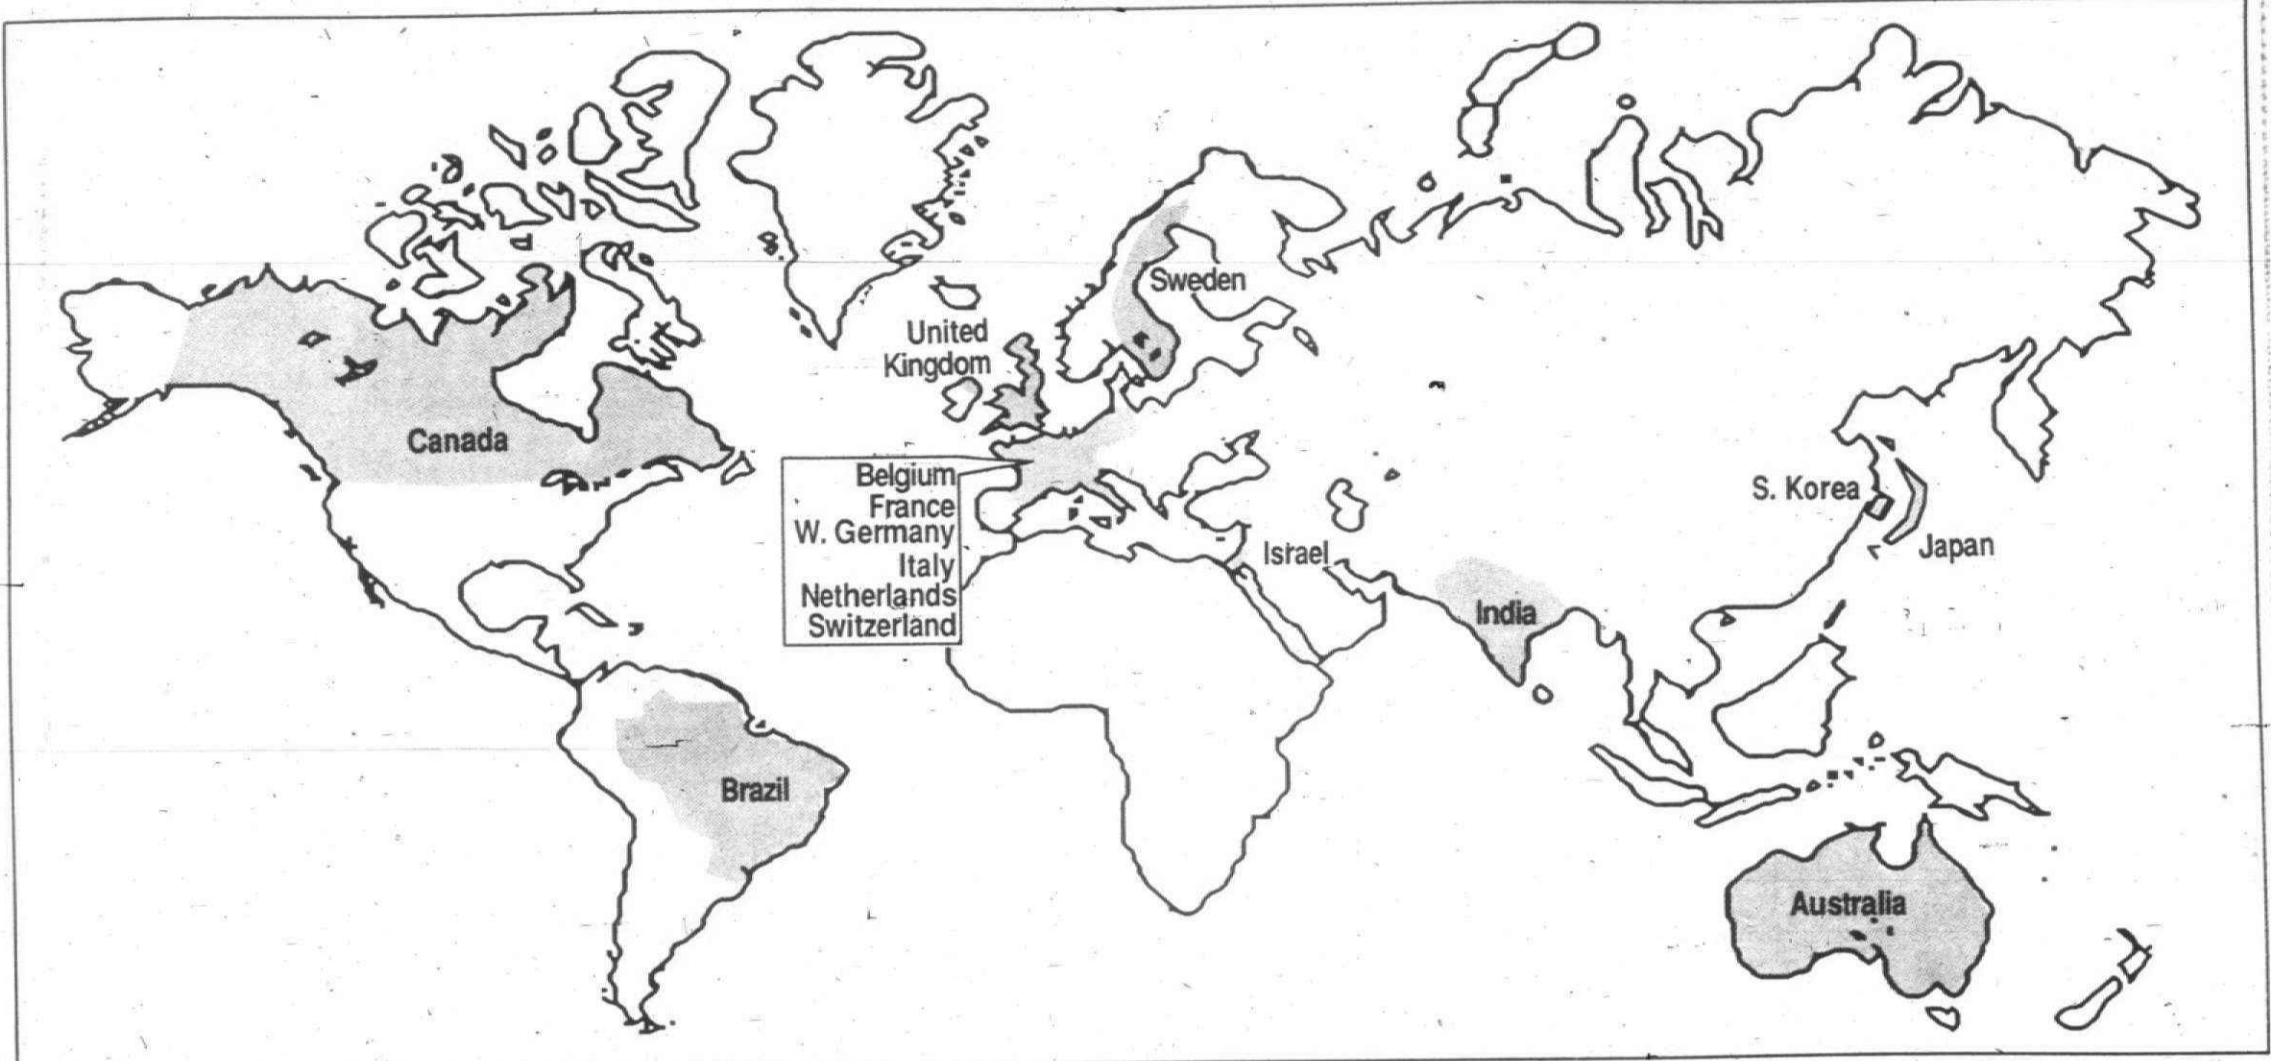 Sweden
United
Kingdom
Canada
Belgium
France
W. Germany
Italy
Netherlands
Switzerland
S. Korea
Japan
Israel
India
Brazil
Australia